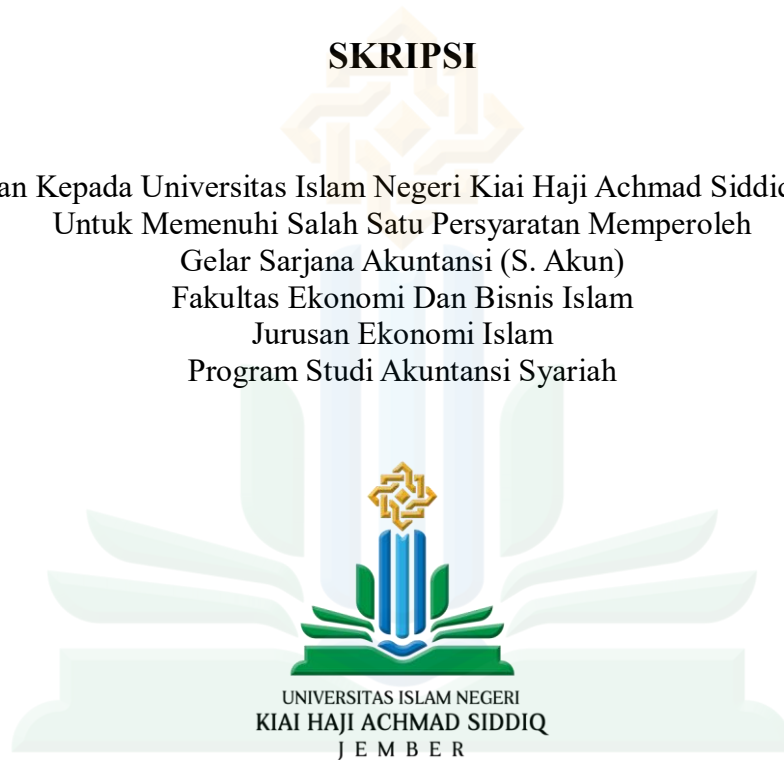 SKRIPSI
an Kepada Universitas Islam Negeri Kiai Haji Achmad Siddiq
Untuk Memenuhi Salah Satu Persyaratan Memperoleh
Gelar Sarjana Akuntansi (S. Akun)
Fakultas Ekonomi Dan Bisnis Islam
Jurusan Ekonomi Islam
Program Studi Akuntansi Syariah
UNIVERSITAS ISLAM NEGERI
KIAI HAJI ACHMAD SIDDIQ
JEMBER